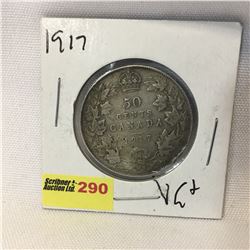 1917
50
CENTS
CANADA
1917
Scribner
Auction Ltd. 290
VG+